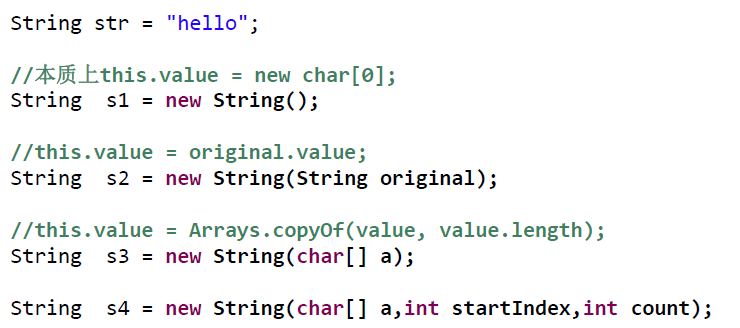 String str = "hello";
//本质上this.value = new char[0];
String  s1 = new String();
//this.value = original.value;
String  s2 = new String(String original);
//this.value = Arrays.copyOf(value, value.length);
String  s3 = new String(char[] a);
String  s4 = new String(char[] a,int startIndex,int count);